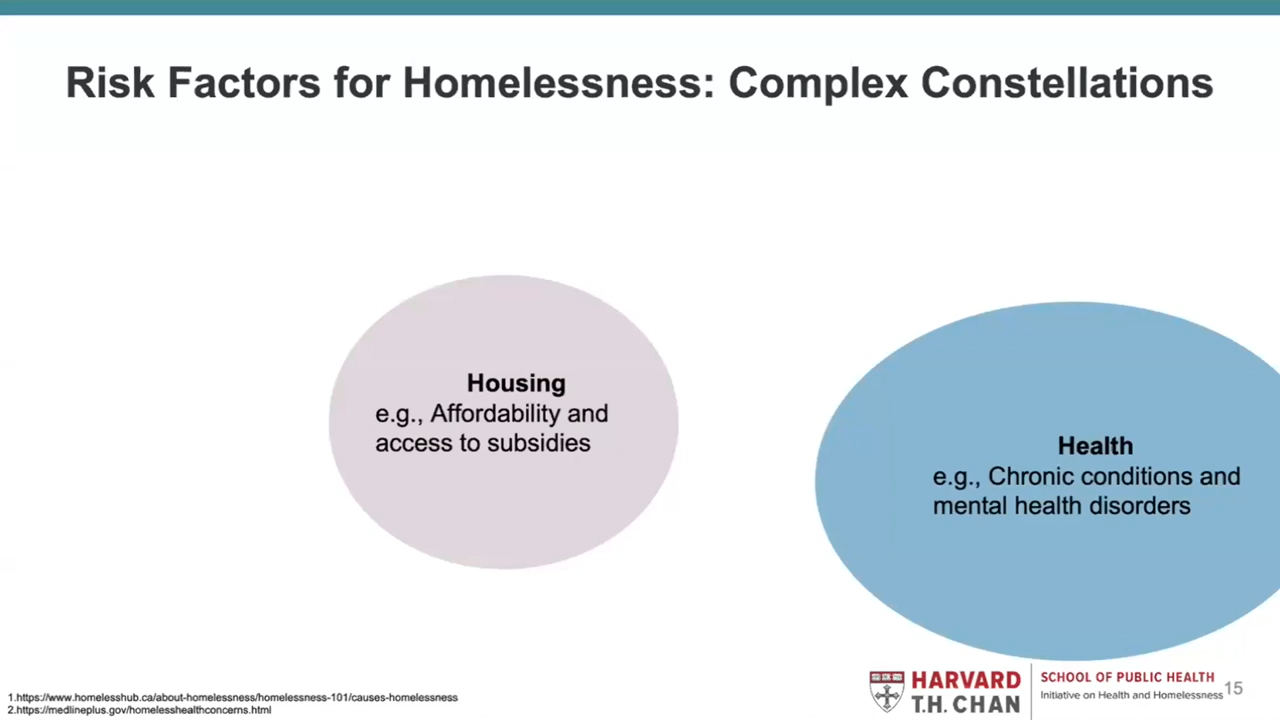 Risk Factors for Homelessness: Complex Constellations
Housing
e.g., Affordability and
access to subsidies
Health
e.g., Chronic conditions and
mental health disorders
1.https://www.homelesshub.ca/about-homelessness/homelessness-101/causes-homelessness
2.https://medlineplus.gov/homelesshealthconcerns.html
HARVARD
T.H. CHAN
SCHOOL OF PUBLIC HEALTH
Initiative on Health and Homelessness
15